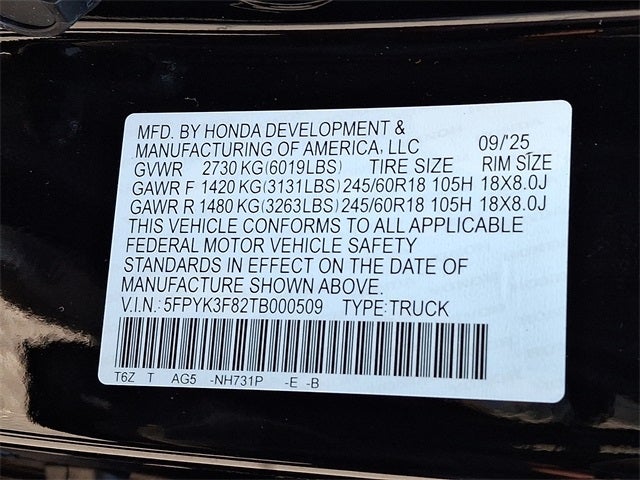 MFD. BY HONDA DEVELOPMENT &
MANUFACTURING OF AMERICA, LLC 09/'25
GVWR 2730 KG(6019LBS) TIRE SIZE RIM SIZE
GAWR F 1420 KG(3131LBS) 245/60R18 105H 18X8.0J
GAWR R 1480 KG(3263LBS) 245/60R18 105H 18X8.0J
THIS VEHICLE CONFORMS TO ALL APPLICABLE
FEDERAL MOTOR VEHICLE SAFETY
STANDARDS IN EFFECT ON THE DATE OF
MANUFACTURE SHOWN ABOVE.
V.I.N.: 5FPYK3F82TB000509 TYPE:TRUCK
T6Z T AG5 -NH731P -E -B